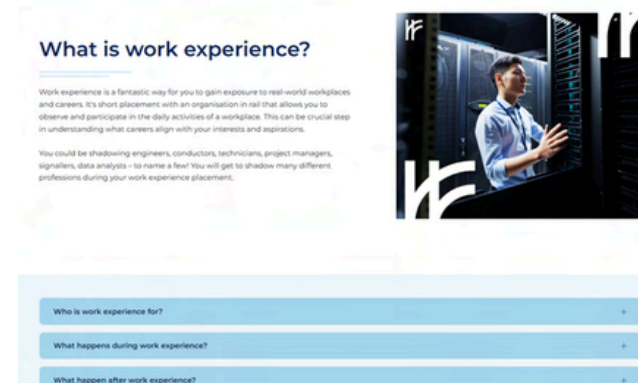 What is work experience?
Work experience is a fantastic way for you to gain exposure to real-world workplaces
and careers. It's short placement with an organisation in rail that allows you to
observe and participate in the daily activities of a workplace. This can be crucial step
in understanding what careers align with your interests and aspirations.
You could be shadowing engineers, conductors, technicians, project managers,
signallers, data analysts – to name a few! You will get to shadow many different
professions during your work experience placement.
Who is work experience for?
+
What happens during work experience?
+
What happen after work experience?
+